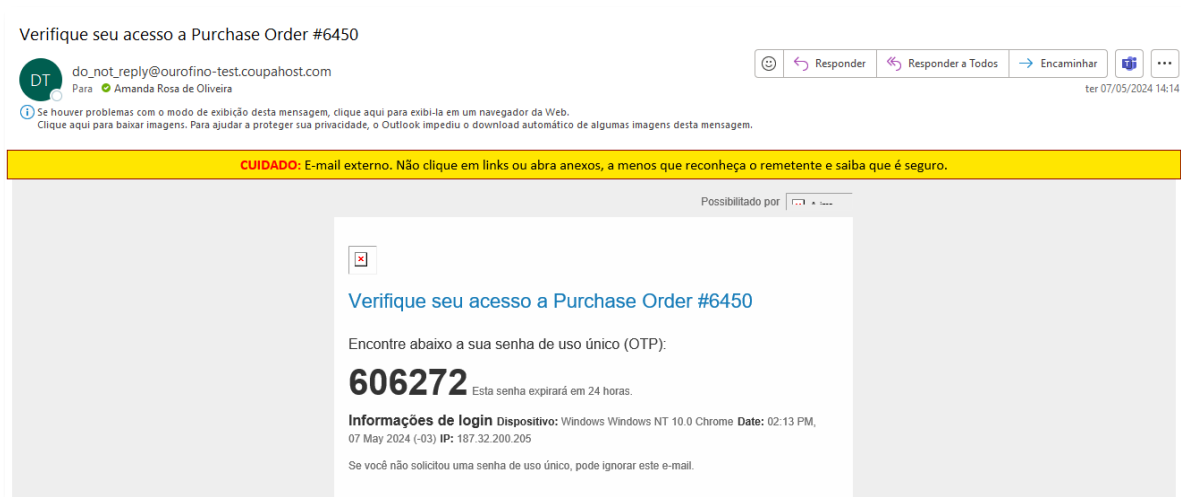 Verifique seu acesso a Purchase Order #6450
DT
do_not_reply@ourofino-test.coupahost.com
Para Amanda Rosa de Oliveira
Responder
Responder a Todos
Encaminhar
ter 07/05/2024 14:14
Se houver problemas com o modo de exibição desta mensagem, clique aqui para exibi-la em um navegador da Web.
Clique aqui para baixar imagens. Para ajudar a proteger sua privacidade, o Outlook impediu o download automático de algumas imagens desta mensagem.
CUIDADO: E-mail externo. Não clique em links ou abra anexos, a menos que reconheça o remetente e saiba que é seguro.
Possibilitado por
Verifique seu acesso a Purchase Order #6450
Encontre abaixo a sua senha de uso único (OTP):
606272 Esta senha expirará em 24 horas.
Informações de login Dispositivo: Windows Windows NT 10.0 Chrome Date: 02:13 PM,
07 May 2024 (-03) IP: 187.32.200.205
Se você não solicitou uma senha de uso único, pode ignorar este e-mail.